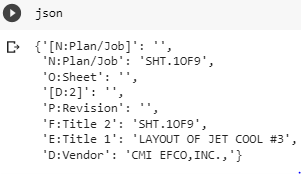 json
{'[N:Plan/Job]': '',
'N:Plan/Job': 'SHT.1OF9',
'O:Sheet': '',
'[D:2]': '',
'P:Revision': '',
'F:Title 2': 'SHT.1OF9',
'E:Title 1': 'LAYOUT OF JET COOL #3',
'D:Vendor': 'CMI EFCO,INC.,'}